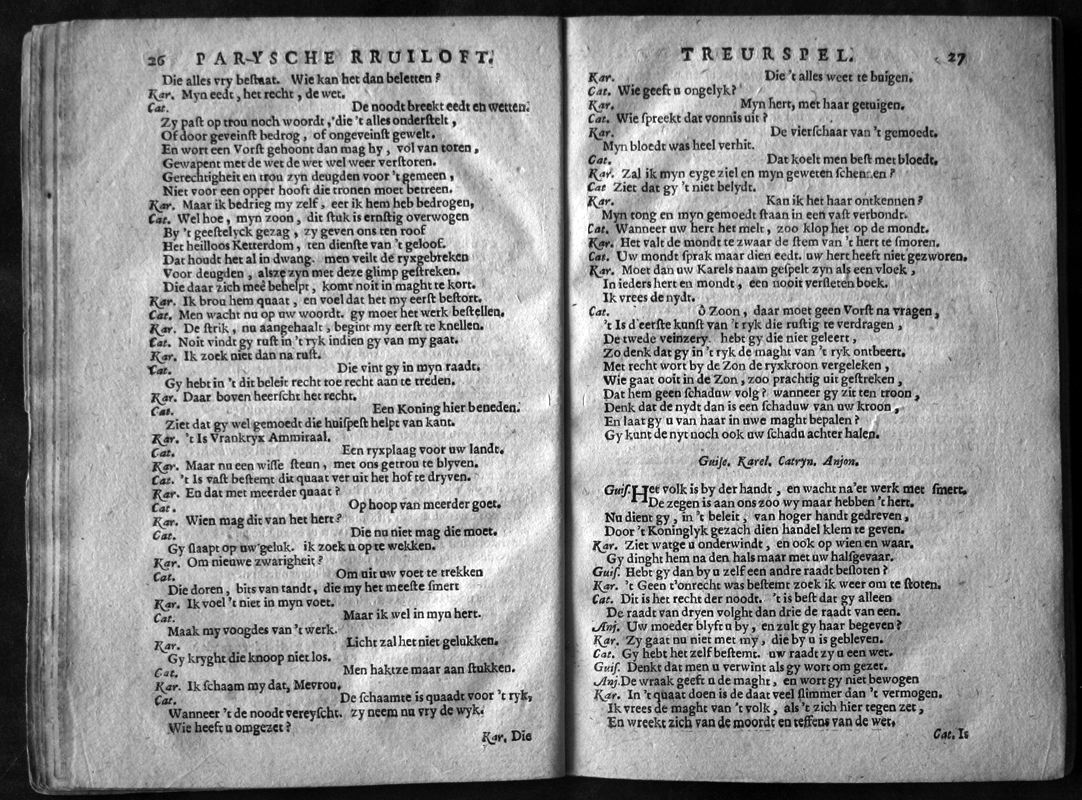 26 PARYSCHE RRUILOFT.
Die alles vry bestaat. Wie kan het dan beletten?
Kar. Myn eedt, het recht, de wet.
Cat. De noodt breekt eedt en wetten.
Zy past op trou noch woordt, die 't alles onderstelt,
Of door geveinst bedrog, of ongeveinst gewelt.
En wort een Vorst gehoont dan mag hy, vol van toren,
Gewapent met de wet de wet wel weer verstoren.
Gerechtigheit en trou zyn deugden voor 't gemeen,
Niet voor een opper hooft die tronen moet betreen.
Kar. Maar ik bedrieg my zelf, eer ik hem heb bedrogen,
Cat. Wel hoe, myn zoon, dit stuk is ernstig overwogen
By 't geestelyck gezag, zy geven ons ten roof
Het heilloos Ketterdom, ten dienste van 't geloof.
Dat houdt het al in dwang. men veilt de ryxgebreken
Voor deugden, alsze zyn met deze glimp gestreken.
Die daar zich meê behelpt, komt noit in maght te kort.
Kar. Ik brou hem quaat, en voel dat het my eerst bestort.
Cat. Men wacht nu op uw woordt. gy moet het werk bestellen.
Kar. De strik, nu aangehaalt, begint my eerst te knellen.
Cat. Noit vindt gy rust in 't ryk indien gy van my gaat.
Kar. Ik zoek niet dan na rust.
Cat. Die vint gy in myn raadt.
Gy hebt in 't dit beleit recht toe recht aan te treden.
Kar. Daar boven heerscht het recht.
Cat. Een Koning hier beneden.
Ziet dat gy wel gemoedt die huispest helpt van kant.
Kar. 't Is Vrankryx Ammiraal.
Cat. Een ryxplaag voor uw landt.
Kar. Maar nu een wisse steun, met ons getrou te blyven.
Cat. 't Is vast bestemt dit quaat ver uit het hof te dryven.
Kar. En dat met meerder quaat?
Cat. Op hoop van meerder goet.
Kar. Wien mag dit van het hert?
Cat. Die nu niet mag die moet.
Gy slaapt op uw geluk. ik zoek u op te wekken.
Kar. Om nieuwe zwarigheit?
Cat. Om uit uw voet te trekken
Die doren, bits van tandt, die my het meeste smert
Kar. Ik voel 't niet in myn voet.
Cat. Maar ik wel in myn hert.
Maak my voogdes van 't werk.
Kar. Licht zal het niet gelukken.
Gy kryght die knoop niet los.
Cat. Men haktze maar aan stukken.
Kar. Ik schaam my dat, Mevrou.
Cat. De schaamte is quaadt voor 't ryk,
Wanneer 't de noodt vereyscht. zy neem nu vry de wyk.
Wie heeft u omgezet?
Kar. Die
TREURSPEL. 27
Kar. Die 't alles weet te buigen.
Cat. Wie geeft u ongelyk?
Kar. Myn hert, met haar getuigen.
Cat. Wie spreekt dat vonnis uit?
Kar. De vierschaar van 't gemoedt.
Myn bloedt was heel verhit.
Cat. Dat koelt men best met bloedt.
Kar. Zal ik myn eyge ziel en myn geweten schennen?
Cat Ziet dat gy 't niet belydt.
Kar. Kan ik het haar ontkennen?
Myn tong en myn gemoedt staan in een vast verbondt.
Cat. Wanneer uw hert het melt, zoo klop het op de mondt.
Kar. Het valt de mondt te zwaar de stem van 't hert te smoren.
Cat. Uw mondt sprak maar dien eedt. uw hert heeft niet gezworen.
Kar. Moet dan uw Karels naam gespelt zyn als een vloek,
In ieders hert en mondt, een nooit versleten boek.
Ik vrees de nydt.
Cat. ô Zoon, daar moet geen Vorst na vragen,
't Is d'eerste kunst van 't ryk die rustig te verdragen,
De twede veinzery. hebt gy die niet geleert,
Zo denk dat gy in 't ryk de maght van 't ryk ontbeert.
Met recht wort by de Zon de ryxkroon vergeleken,
Wie gaat ooit in de Zon, zoo prachtig uit gestreken,
Dat hem geen schaduw volg? wanneer gy zit ten troon,
Denk dat de nydt dan is een schaduw van uw kroon,
En laat gy u van haar in uwe maght bepalen?
Gy kunt de nyt noch ook uw schadu achter halen.
Guise. Karel. Catryn. Anjon.
Guis. Het volk is by der handt, en wacht na'et werk met smert.
De zegen is aan ons zoo wy maar hebben 't hert.
Nu dient gy, in 't beleit, van hoger handt gedreven,
Door 't Koninglyk gezach dien handel klem te geven.
Kar. Ziet watge u onderwindt, en ook op wien en waar.
Gy dinght hem na den hals maar met uw halsgevaar.
Guis. Hebt gy dan by u zelf een andre raadt besloten?
Kar. 't Geen t'onrecht was bestemt zoek ik weer om te stoten.
Cat. Dit is het recht der noodt. 't is best dat gy alleen
De raadt van dryen volght dan drie de raadt van een.
Anj. Uw moeder blyft u by, en zult gy haar begeven?
Kar. Zy gaat nu niet met my, die by u is gebleven.
Cat. Gy hebt het zelf bestemt. uw raadt zy u een wet.
Guis. Denkt dat men u verwint als gy wort om gezet.
Anj. De wraak geeft u de maght, en wort gy niet bewogen
Kar. In 't quaat doen is de daat veel slimmer dan 't vermogen.
Ik vrees de maght van 't volk, als 't zich hier tegen zet,
En wreekt zich van de moordt en teffens van de wet.
Cat. Is